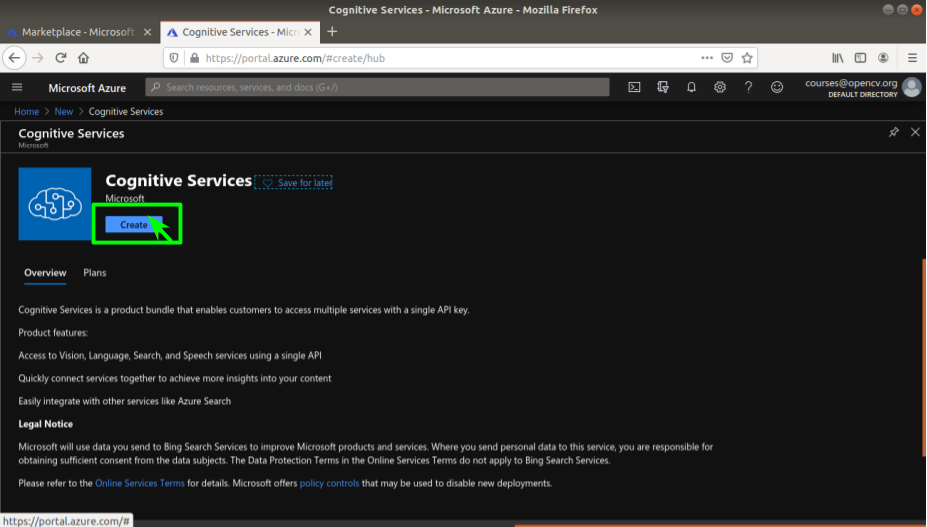 Cognitive Services - Microsoft Azure - Mozilla Firefox
Marketplace - Microsoft
Cognitive Services - Micr
https://portal.azure.com/#create/hub
Microsoft Azure
Search resources, services, and docs (G+/)
courses@opencv.org
DEFAULT DIRECTORY
Home > New > Cognitive Services
Cognitive Services
Microsoft
Cognitive Services
Save for later
Microsoft
Create
Overview Plans
Cognitive Services is a product bundle that enables customers to access multiple services with a single API key.
Product features:
Access to Vision, Language, Search, and Speech services using a single API
Quickly connect services together to achieve more insights into your content
Easily integrate with other services like Azure Search
Legal Notice
Microsoft will use data you send to Bing Search Services to improve Microsoft products and services. Where you send personal data to this service, you are responsible for
obtaining sufficient consent from the data subjects. The Data Protection Terms in the Online Services Terms do not apply to Bing Search Services.
Please refer to the Online Services Terms for details. Microsoft offers policy controls that may be used to disable new deployments.
https://portal.azure.com/#